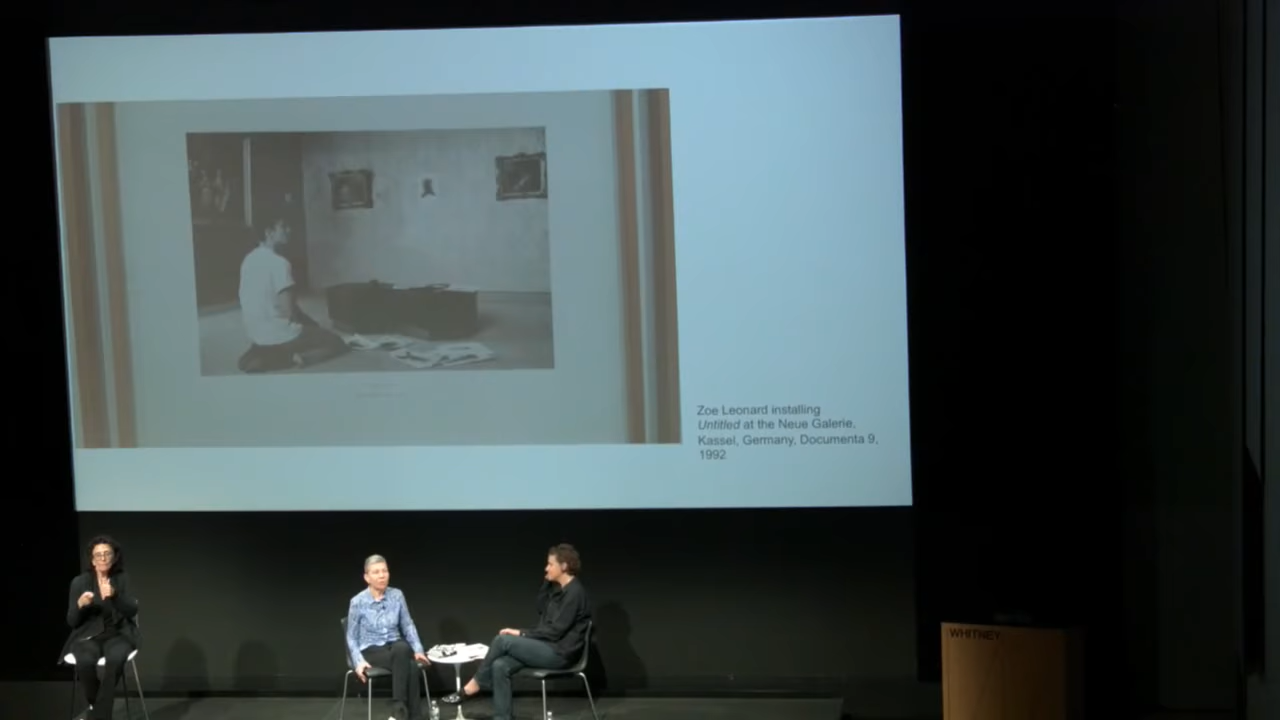 Zoe Leonard installing
Untitled at the Neue Galerie,
Kassel, Germany, Documenta 9,
1992
WHITNEY